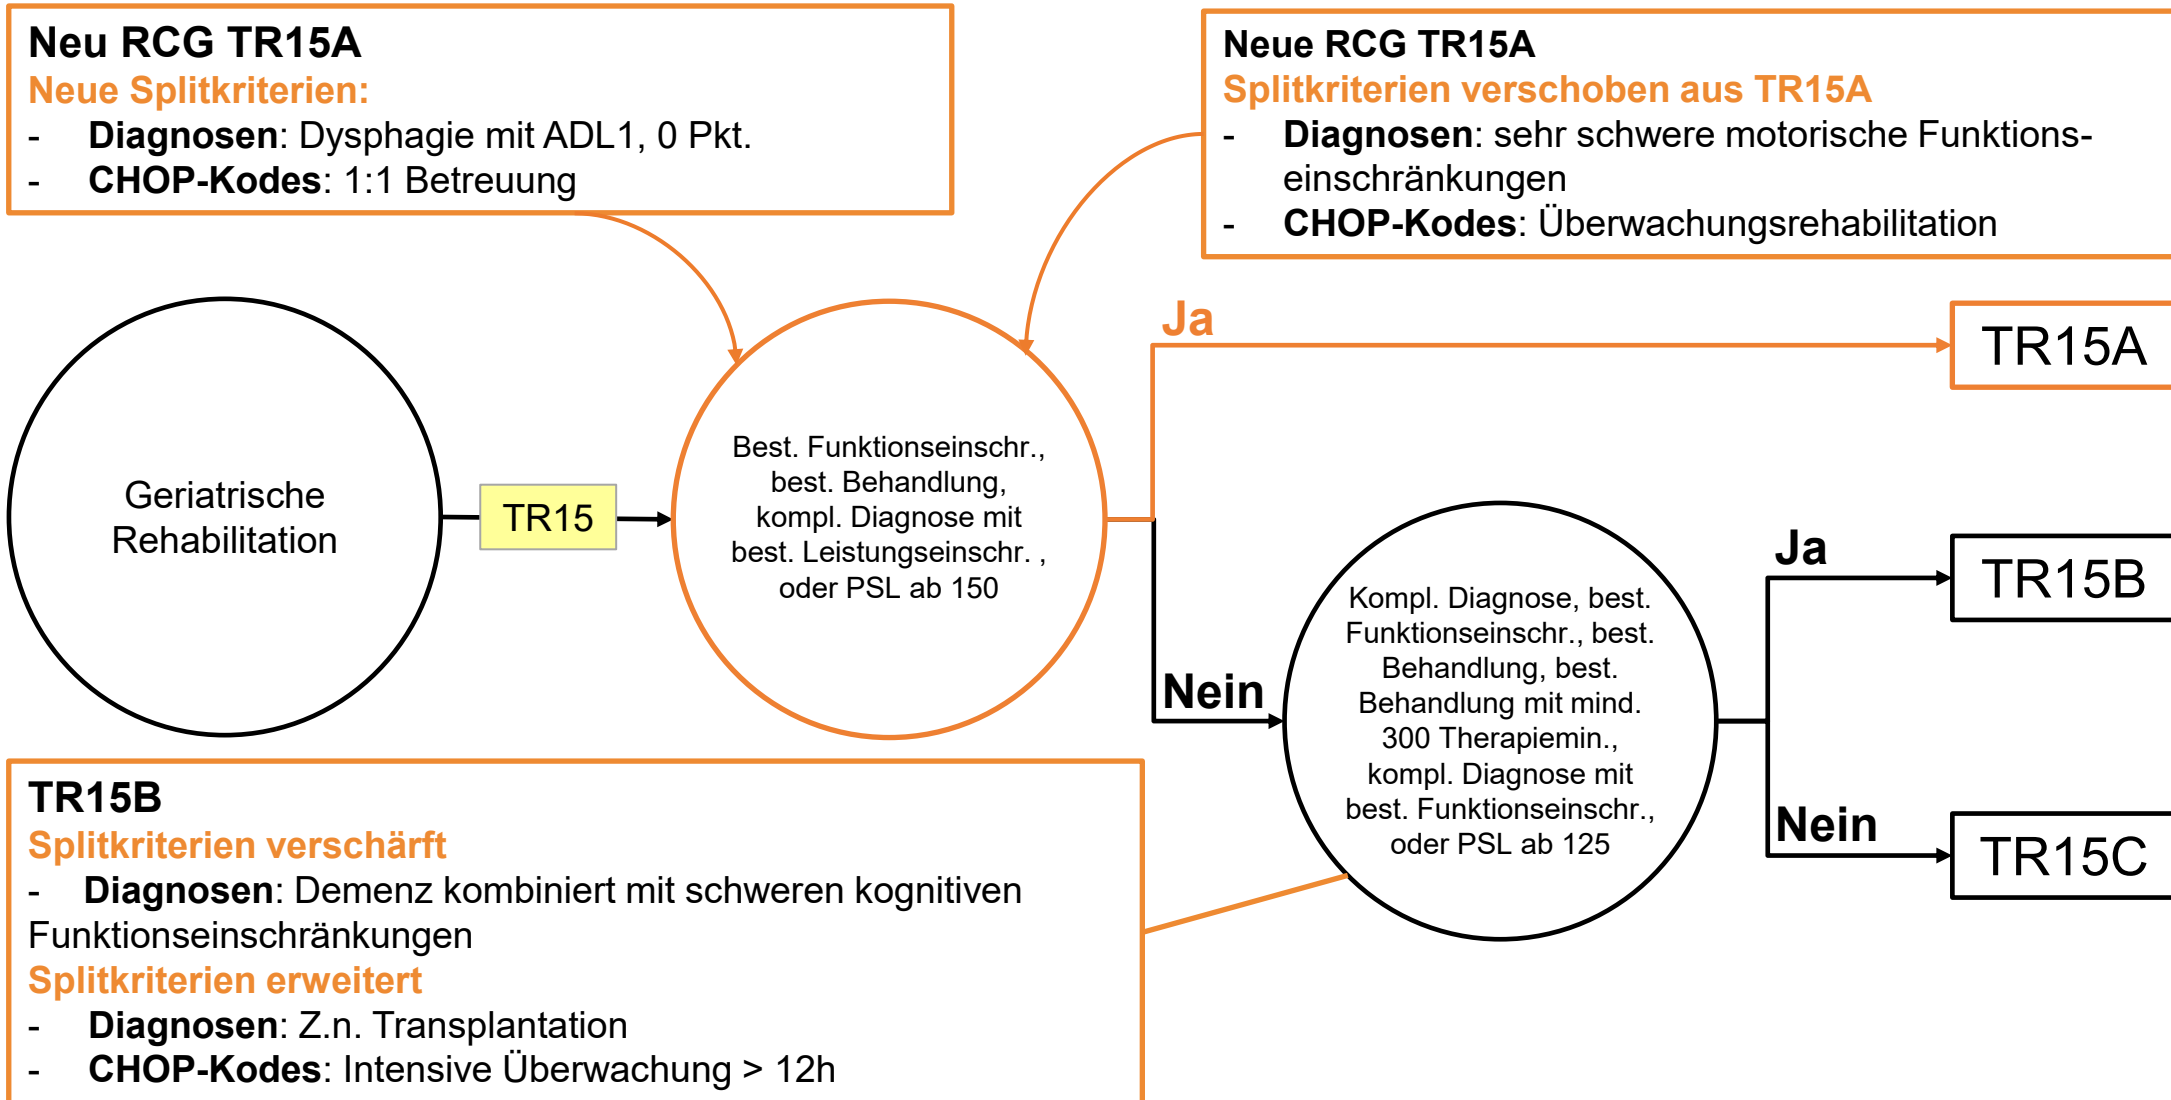 Neu RCG TR15A
Neue Splitkriterien:
- Diagnosen: Dysphagie mit ADL1, 0 Pkt.
- CHOP-Kodes: 1:1 Betreuung
Neue RCG TR15A
Splitkriterien verschoben aus TR15A
- Diagnosen: sehr schwere motorische Funktions-
einschränkungen
- CHOP-Kodes: Überwachungsrehabilitation
Geriatrische
Rehabilitation
TR15
Best. Funktionseinschr.,
best. Behandlung,
kompl. Diagnose mit
best. Leistungseinschr. ,
oder PSL ab 150
Ja
TR15A
Nein
Kompl. Diagnose, best.
Funktionseinschr., best.
Behandlung, best.
Behandlung mit mind.
300 Therapiemin.,
kompl. Diagnose mit
best. Funktionseinschr.,
oder PSL ab 125
Ja
TR15B
Nein
TR15C
TR15B
Splitkriterien verschärft
- Diagnosen: Demenz kombiniert mit schweren kognitiven
Funktionseinschränkungen
Splitkriterien erweitert
- Diagnosen: Z.n. Transplantation
- CHOP-Kodes: Intensive Überwachung > 12h